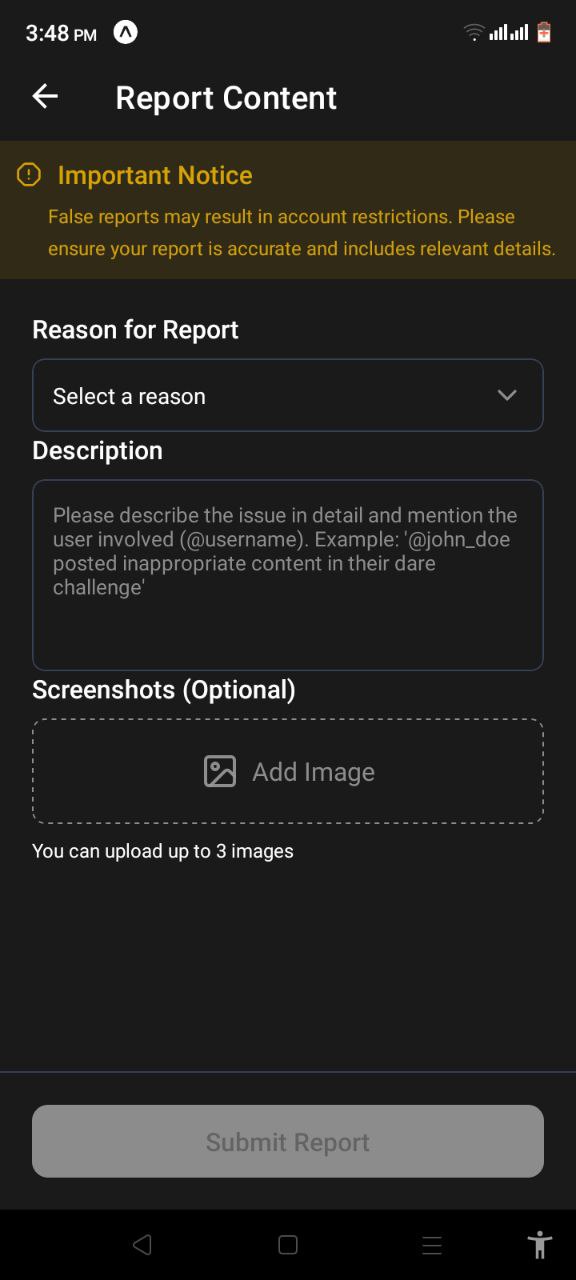 3:48 PM
Report Content
Important Notice
False reports may result in account restrictions. Please
ensure your report is accurate and includes relevant details.
Reason for Report
Select a reason
Description
Please describe the issue in detail and mention the
user involved (@username). Example: '@john_doe
posted inappropriate content in their dare
challenge'
Screenshots (Optional)
Add Image
You can upload up to 3 images
Submit Report